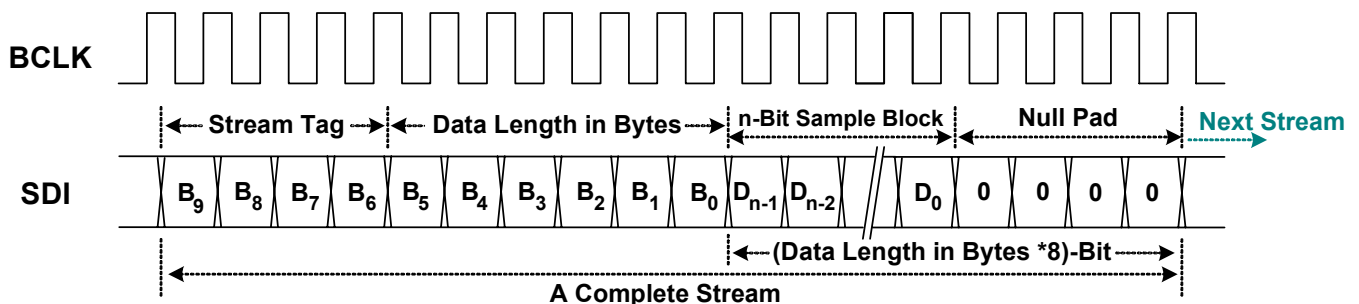 BCLK
Stream Tag
Data Length in Bytes
n-Bit Sample Block
Null Pad
Next Stream
SDI
B9 B8 B7 B6 B5 B4 B3 B2 B1 B0 Dn-1 Dn-2 D0 0 0 0 0
(Data Length in Bytes *8)-Bit
A Complete Stream